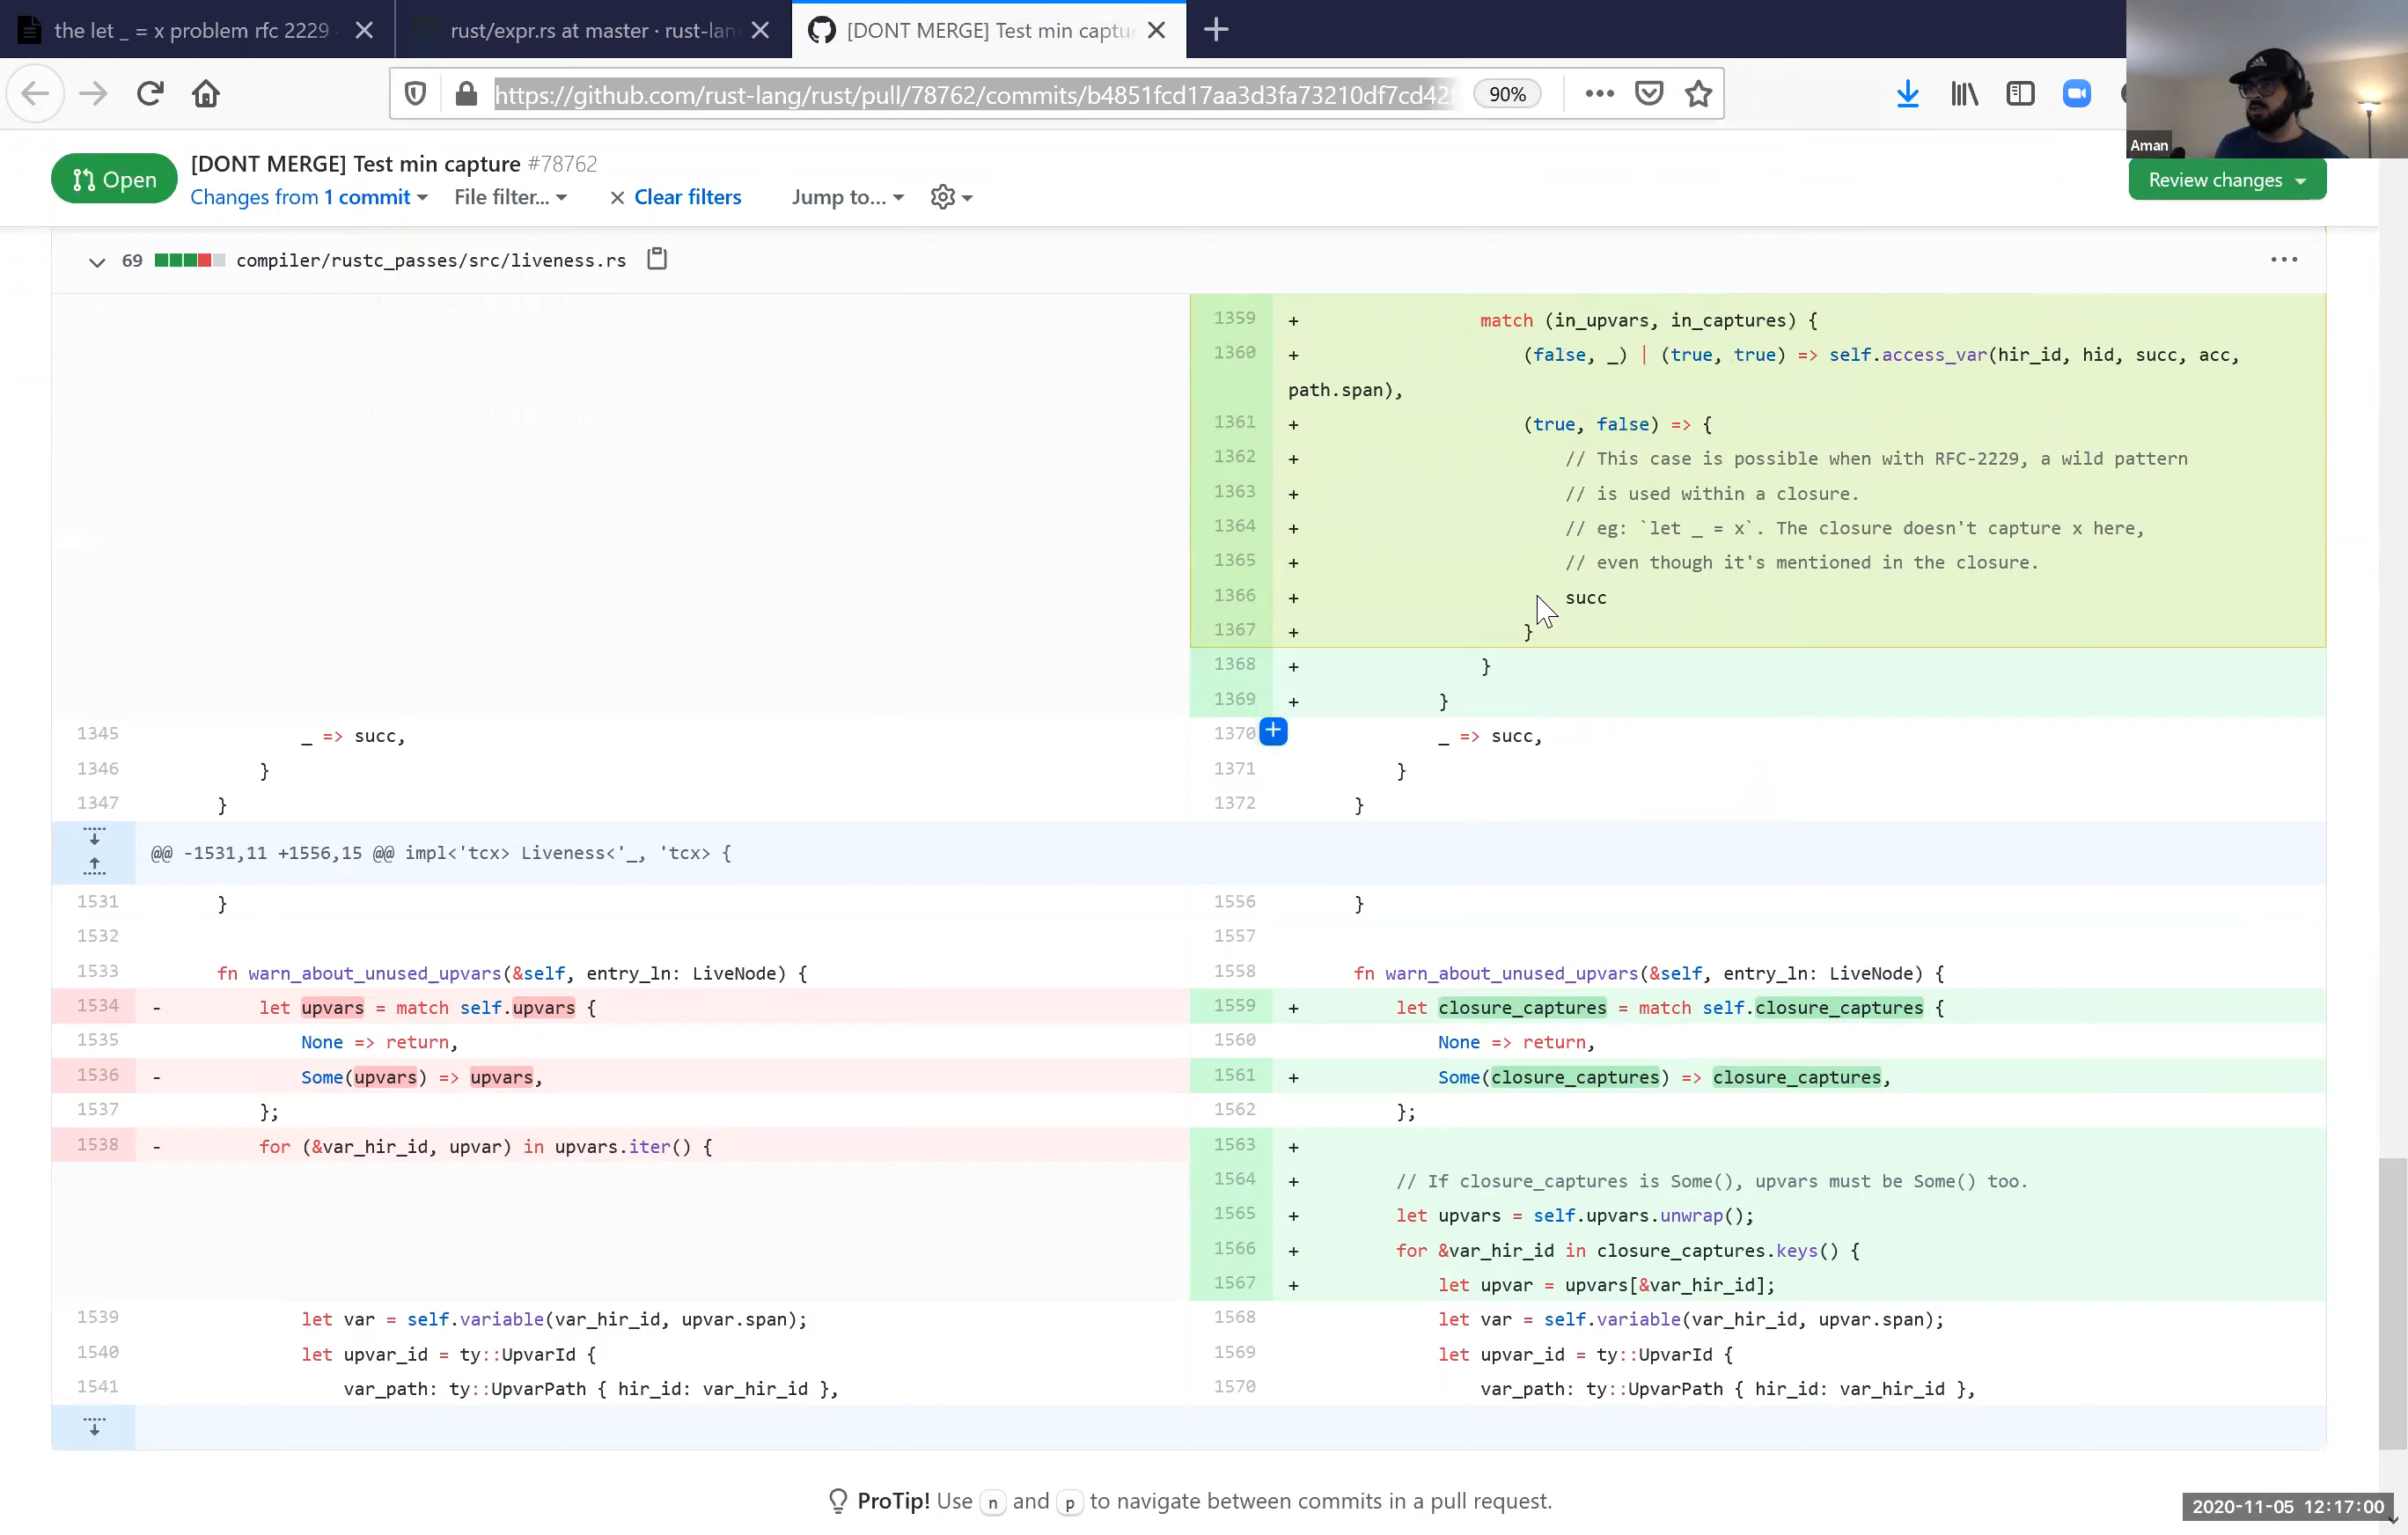 the let _ = x problem rfc 2229
rust/expr.rs at master · rust-lan
[DONT MERGE] Test min captu
https://github.com/rust-lang/rust/pull/78762/commits/b4851fcd17aa3d3fa73210df7cd42f
90%
Aman
Open
[DONT MERGE] Test min capture #78762
Changes from 1 commit
File filter...
Clear filters
Jump to...
Review changes
69 compiler/rustc_passes/src/liveness.rs
1359 + match (in_upvars, in_captures) {
1360 + (false, _) | (true, true) => self.access_var(hir_id, hid, succ, acc,
path.span),
1361 + (true, false) => {
1362 + // This case is possible when with RFC-2229, a wild pattern
1363 + // is used within a closure.
1364 + // eg: `let _ = x`. The closure doesn't capture x here,
1365 + // even though it's mentioned in the closure.
1366 + succ
1367 + }
1368 + }
1369 + }
1345 _ => succ, 1370 _ => succ,
1346 } 1371 }
1347 } 1372 }
@@ -1531,11 +1556,15 @@ impl<'tcx> Liveness<'_, 'tcx> {
1531 } 1556 }
1532 1557
1533 fn warn_about_unused_upvars(&self, entry_ln: LiveNode) { 1558 fn warn_about_unused_upvars(&self, entry_ln: LiveNode) {
1534 - let upvars = match self.upvars { 1559 + let closure_captures = match self.closure_captures {
1535 None => return, 1560 None => return,
1536 - Some(upvars) => upvars, 1561 + Some(closure_captures) => closure_captures,
1537 }; 1562 };
1538 - for (&var_hir_id, upvar) in upvars.iter() { 1563 +
1564 + // If closure_captures is Some(), upvars must be Some() too.
1565 + let upvars = self.upvars.unwrap();
1566 + for &var_hir_id in closure_captures.keys() {
1567 + let upvar = upvars[&var_hir_id];
1539 let var = self.variable(var_hir_id, upvar.span); 1568 let var = self.variable(var_hir_id, upvar.span);
1540 let upvar_id = ty::UpvarId { 1569 let upvar_id = ty::UpvarId {
1541 var_path: ty::UpvarPath { hir_id: var_hir_id }, 1570 var_path: ty::UpvarPath { hir_id: var_hir_id },
ProTip! Use n and p to navigate between commits in a pull request.
2020-11-05 12:17:00